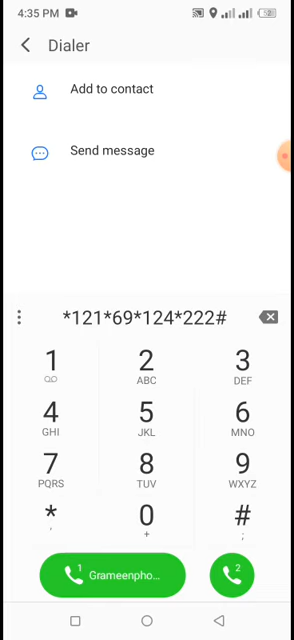 4:35 PM
Dialer
Add to contact
Send message
*121*69*124*222#
1 2 3
ABC DEF
4 5 6
GHI JKL MNO
7 8 9
PQRS TUV WXYZ
* 0 #
, + ;
1 Grameenpho... 2